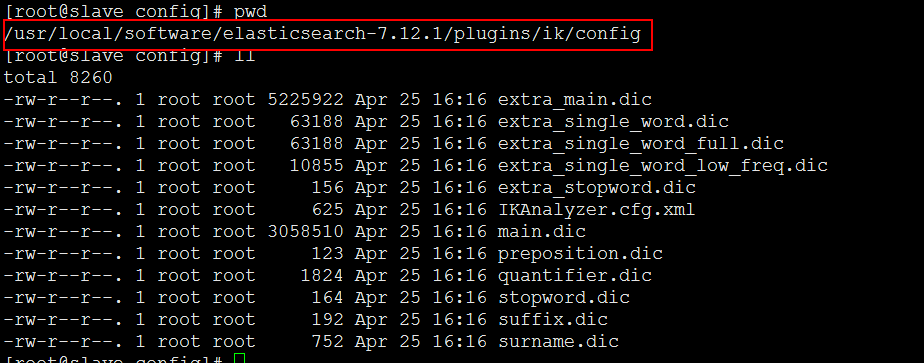 [root@slave config]# pwd
/usr/local/software/elasticsearch-7.12.1/plugins/ik/config
[root@slave config]# ll
total 8260
-rw-r--r--. 1 root root 5225922 Apr 25 16:16 extra_main.dic
-rw-r--r--. 1 root root   63188 Apr 25 16:16 extra_single_word.dic
-rw-r--r--. 1 root root   63188 Apr 25 16:16 extra_single_word_full.dic
-rw-r--r--. 1 root root   10855 Apr 25 16:16 extra_single_word_low_freq.dic
-rw-r--r--. 1 root root     156 Apr 25 16:16 extra_stopword.dic
-rw-r--r--. 1 root root     625 Apr 25 16:16 IKAnalyzer.cfg.xml
-rw-r--r--. 1 root root 3058510 Apr 25 16:16 main.dic
-rw-r--r--. 1 root root     123 Apr 25 16:16 preposition.dic
-rw-r--r--. 1 root root    1824 Apr 25 16:16 quantifier.dic
-rw-r--r--. 1 root root     164 Apr 25 16:16 stopword.dic
-rw-r--r--. 1 root root     192 Apr 25 16:16 suffix.dic
-rw-r--r--. 1 root root     752 Apr 25 16:16 surname.dic
[root@slave config]#